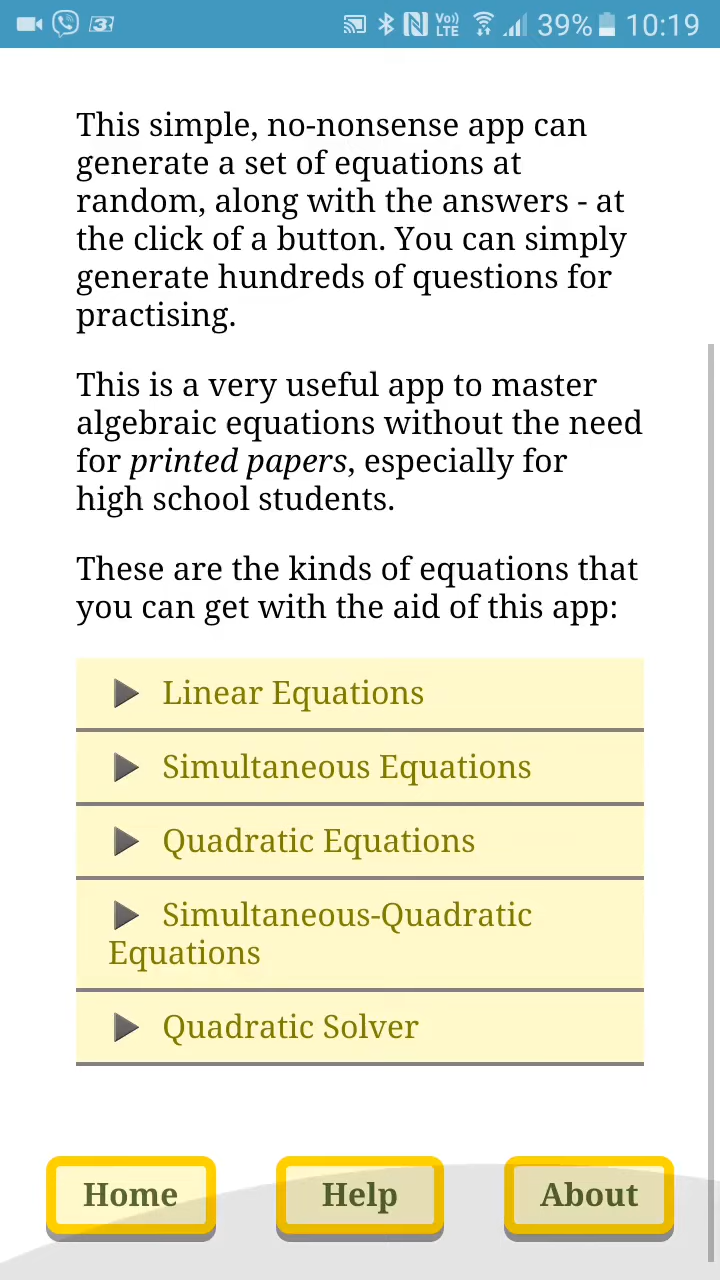 Vo)) LTE 39% 10:19
This simple, no-nonsense app can
generate a set of equations at
random, along with the answers - at
the click of a button. You can simply
generate hundreds of questions for
practising.
This is a very useful app to master
algebraic equations without the need
for printed papers, especially for
high school students.
These are the kinds of equations that
you can get with the aid of this app:
Linear Equations
Simultaneous Equations
Quadratic Equations
Simultaneous-Quadratic
Equations
Quadratic Solver
Home Help About